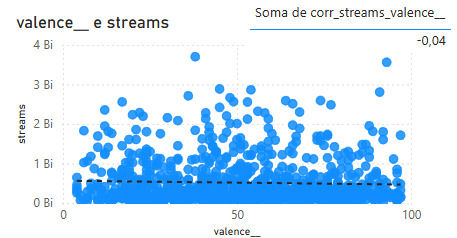 valence__ e streams
Soma de corr_streams_valence__
-0,04
4 Bi
3 Bi
2 Bi
1 Bi
0 Bi
streams
0
50
100
valence__